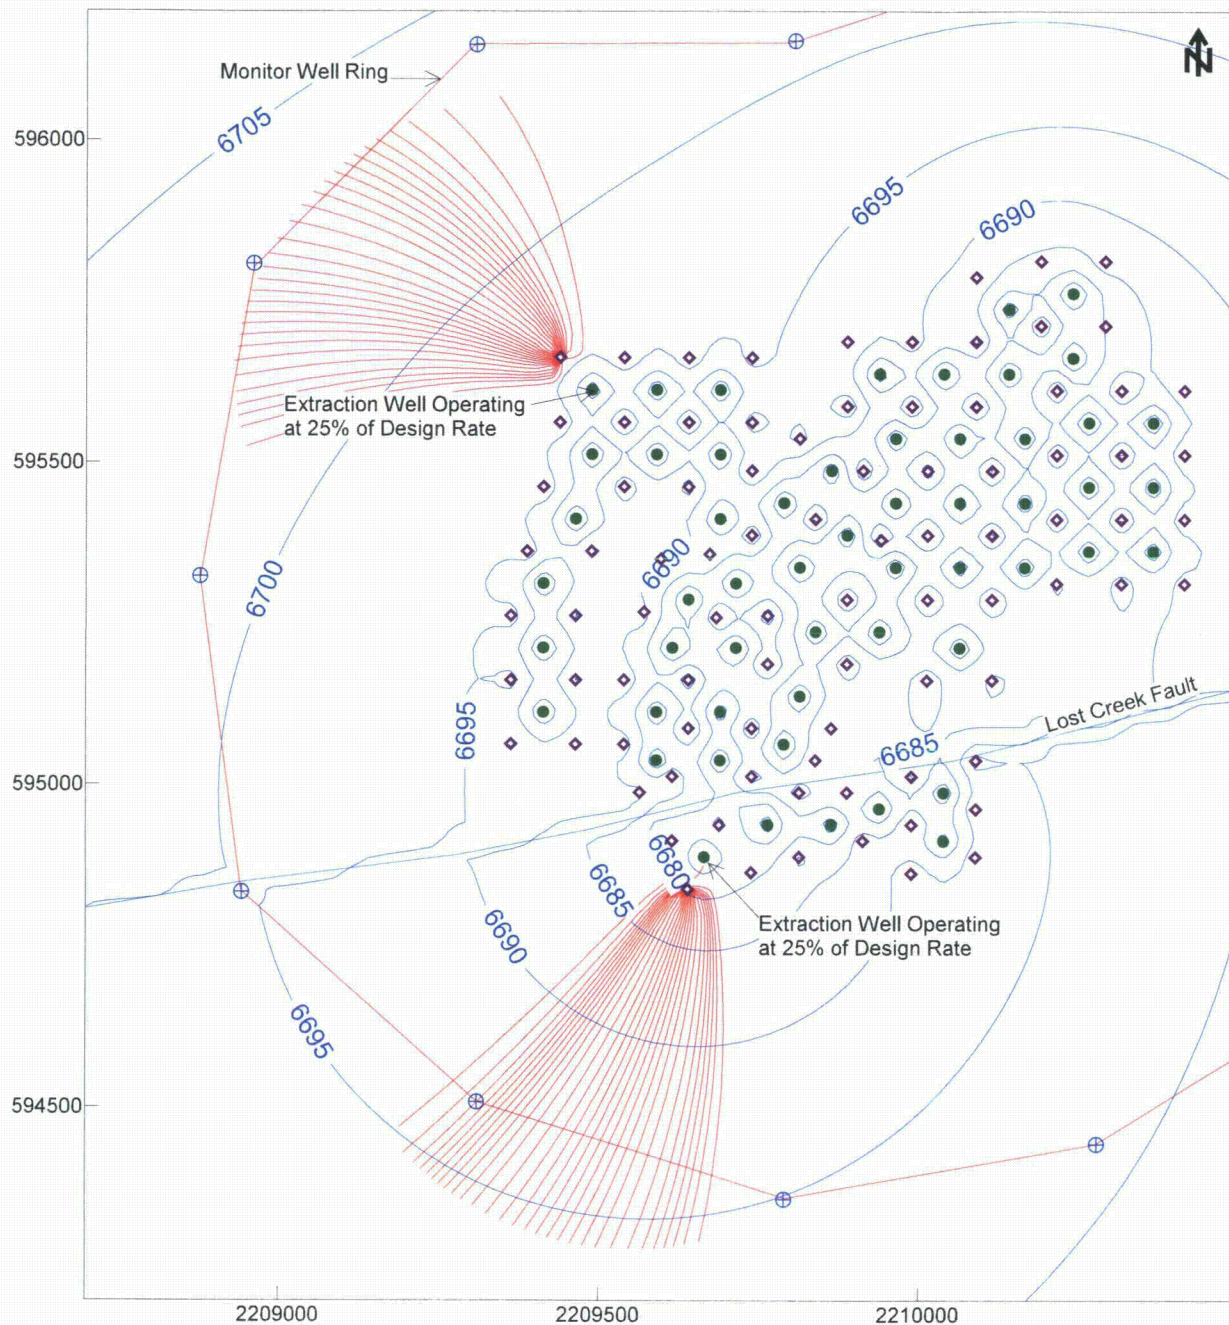 N
Monitor Well Ring
6705
596000
6695
6690
Extraction Well Operating
at 25% of Design Rate
595500
6690
6700
6695
Lost Creek Fault
6685
595000
6680
6685
Extraction Well Operating
at 25% of Design Rate
6690
6695
594500
2209000
2209500
2210000